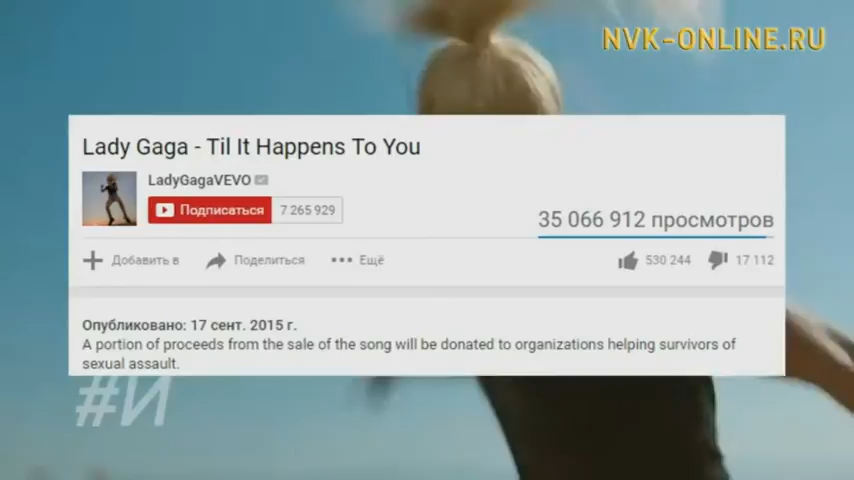 NVK-ONLINE.RU
Lady Gaga - Til It Happens To You
LadyGagaVEVO
Подписаться 7 265 929
35 066 912 просмотров
Добавить в Поделиться Ещё 530 244 17 112
Опубликовано: 17 сент. 2015 г.
A portion of proceeds from the sale of the song will be donated to organizations helping survivors of
sexual assault.
#И